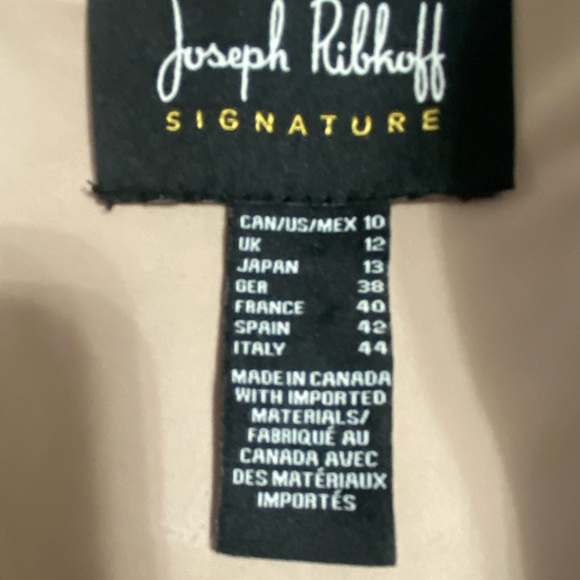 Joseph Ribkoff
SIGNATURE
CAN/US/MEX 10
UK 12
JAPAN 13
GER 38
FRANCE 40
SPAIN 42
ITALY 44
MADE IN CANADA
WITH IMPORTED
MATERIALS/
FABRIQUÉ AU
CANADA AVEC
DES MATÉRIAUX
IMPORTÉS